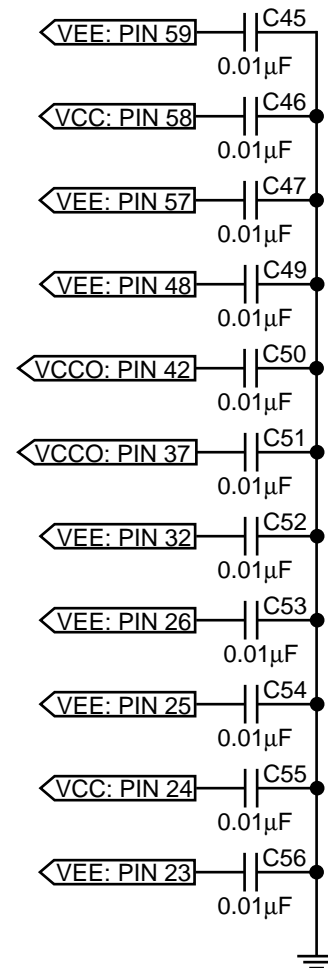 VEE: PIN 59
C45
0.01μF
VCC: PIN 58
C46
0.01μF
VEE: PIN 57
C47
0.01μF
VEE: PIN 48
C49
0.01μF
VCCO: PIN 42
C50
0.01μF
VCCO: PIN 37
C51
0.01μF
VEE: PIN 32
C52
0.01μF
VEE: PIN 26
C53
0.01μF
VEE: PIN 25
C54
0.01μF
VCC: PIN 24
C55
0.01μF
VEE: PIN 23
C56
0.01μF